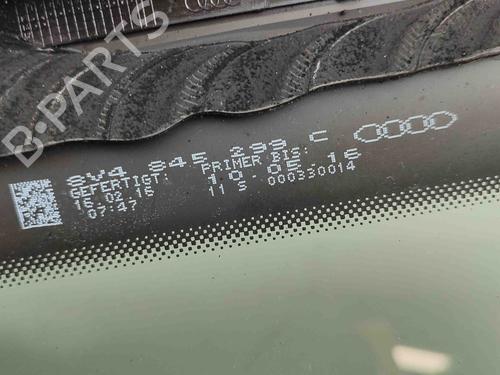 8V4 845 299 C
GEFERTIGT: PRIMER BIS:
16.02.16 10.05.16
07:47 11 S 000330014
B-PARTS